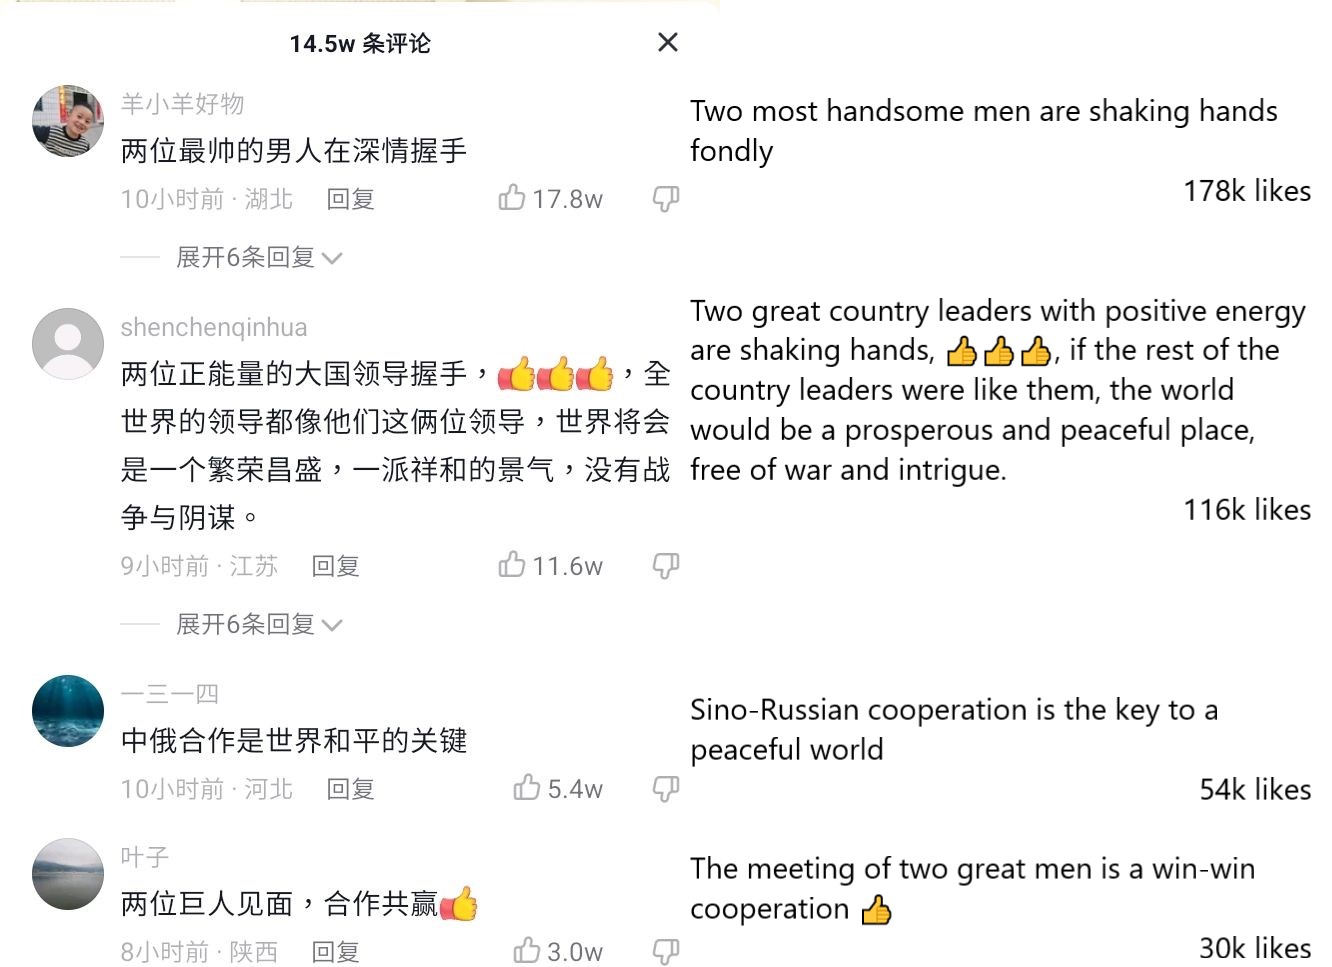 14.5w 条评论
羊小羊好物
两位最帅的男人在深情握手
10小时前 · 湖北 回复 17.8w
展开6条回复
Two most handsome men are shaking hands
fondly
178k likes
shenchenqinhua
两位正能量的大国领导握手，👍👍👍，全
世界的领导都像他们这俩位领导，世界将会
是一个繁荣昌盛，一派祥和的景气，没有战
争与阴谋。
9小时前 · 江苏 回复 11.6w
展开6条回复
Two great country leaders with positive energy
are shaking hands, 👍👍👍, if the rest of the
country leaders were like them, the world
would be a prosperous and peaceful place,
free of war and intrigue.
116k likes
一三一四
中俄合作是世界和平的关键
10小时前 · 河北 回复 5.4w
Sino-Russian cooperation is the key to a
peaceful world
54k likes
叶子
两位巨人见面，合作共赢👍
8小时前 · 陕西 回复 3.0w
The meeting of two great men is a win-win
cooperation 👍
30k likes